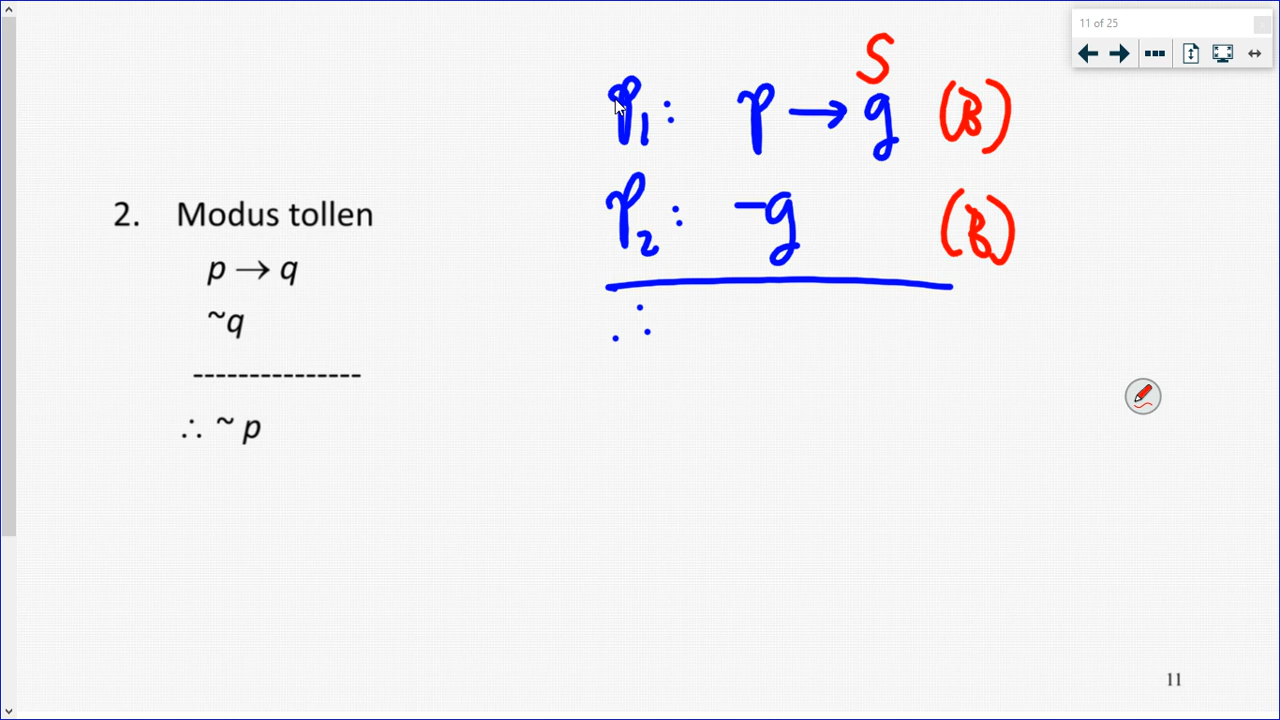 11 of 25
S
p1: p → q (B)
p2: -q (B)
∴
2. Modus tollen
p → q
~q
---------------
∴ ~ p
11